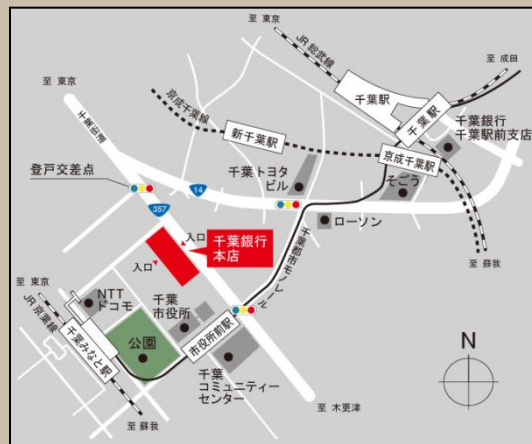 至 東京
JR 総武線
至 成田
至 東京
千葉駅
千葉駅
千葉街道
京成千葉線
新千葉駅
千葉銀行
千葉駅前支店
京成千葉駅
登戸交差点
千葉トヨタ
ビル
そごう
14
357
ローソン
入口
千葉銀行
本店
入口
千葉都市モノレール
至 蘇我
至 東京
NTT
ドコモ
千葉
市役所
JR 京葉線
千葉みなと駅
公園
市役所前駅
N
千葉
コミュニティー
センター
至 木更津
至 蘇我